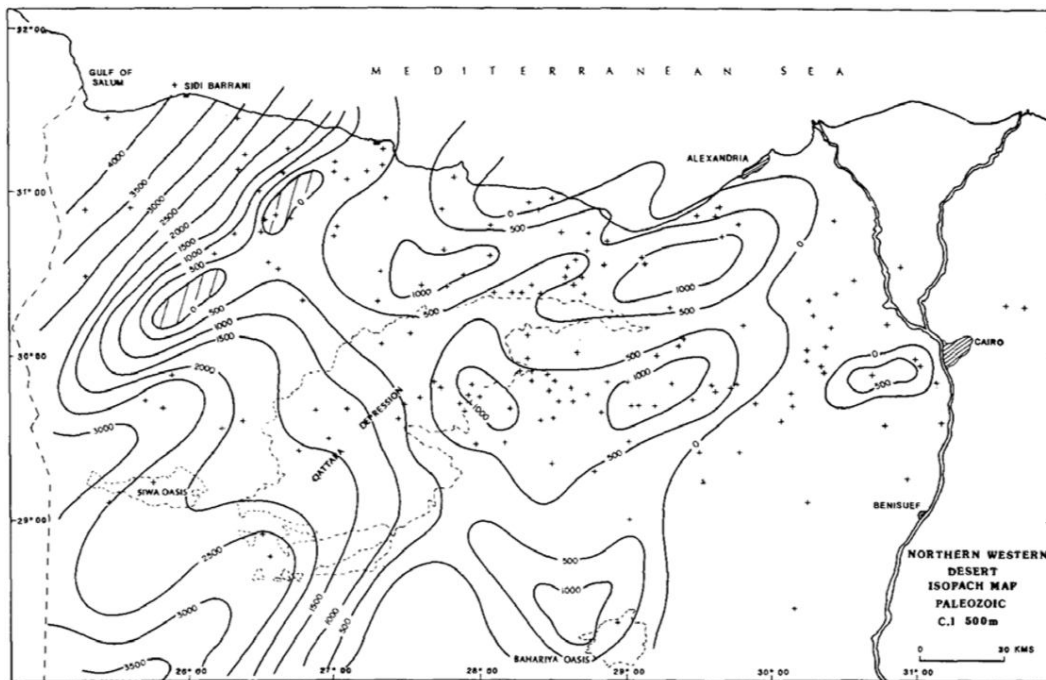 32°00
MEDITERRANEAN SEA
GULF OF
SALUM
SIDI BARRANI
ALEXANDRIA
4000
3500
3000
2500
2000
1500
1000
500
0
31°00
0
500
0
1000
1000
500
500
0
500
1000
1500
2000
30°00
CAIRO
0
500
500
1000
1000
3000
QATTARA
DEPRESSION
500
0
SIWA OASIS
29°00
BENISUEF
2500
500
1000
3000
3500
1500
1000
500
BAHARIYA OASIS
NORTHERN WESTERN
DESERT
ISOPACH MAP
PALEOZOIC
C.I 500m
0 30 KMS
26°00 27°00 28°00 29°00 30°00 31°00